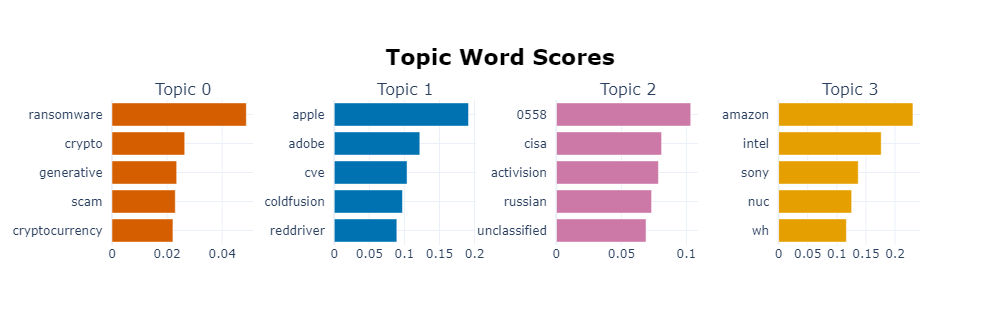 Topic Word Scores
Topic 0
ransomware
crypto
generative
scam
cryptocurrency
0 0.02 0.04
Topic 1
apple
adobe
cve
coldfusion
reddriver
0 0.05 0.1 0.15 0.2
Topic 2
0558
cisa
activision
russian
unclassified
0 0.05 0.1
Topic 3
amazon
intel
sony
nuc
wh
0 0.05 0.1 0.15 0.2